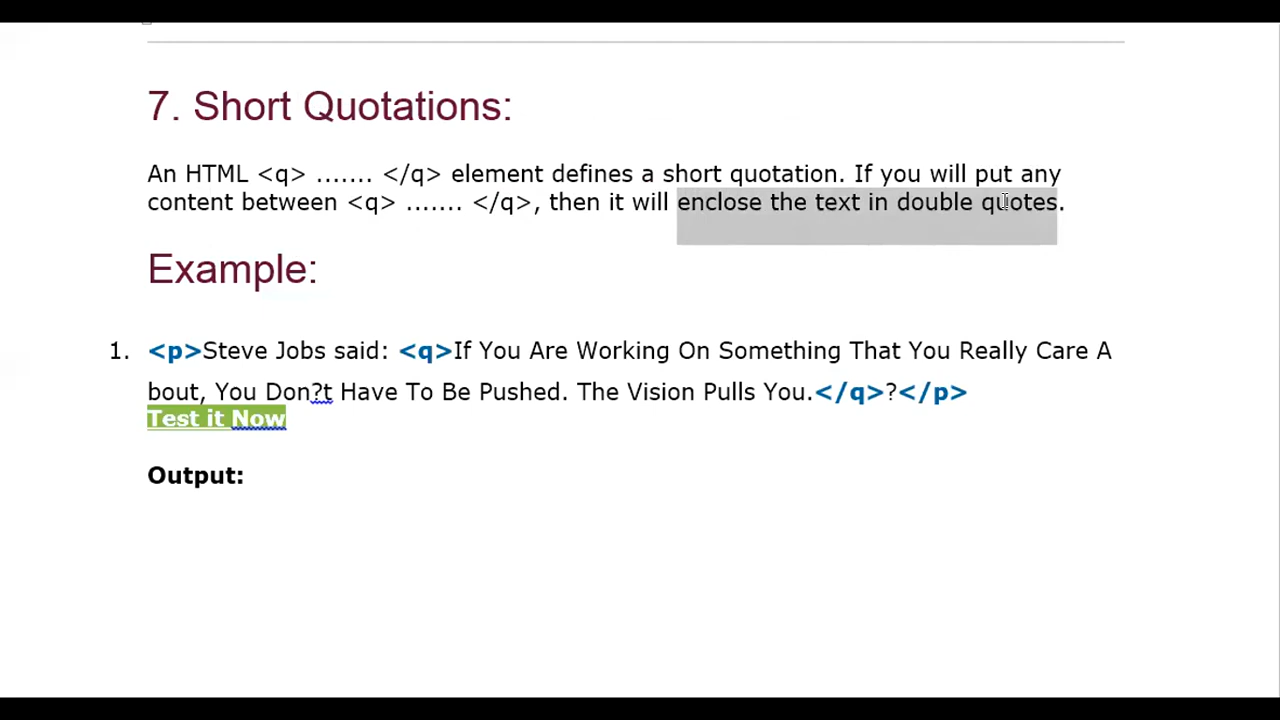 7. Short Quotations:
An HTML <q> ....... </q> element defines a short quotation. If you will put any
content between <q> ....... </q>, then it will enclose the text in double quotes.
Example:
1. <p>Steve Jobs said: <q>If You Are Working On Something That You Really Care A
bout, You Don?t Have To Be Pushed. The Vision Pulls You.</q>?</p>
Test it Now
Output: